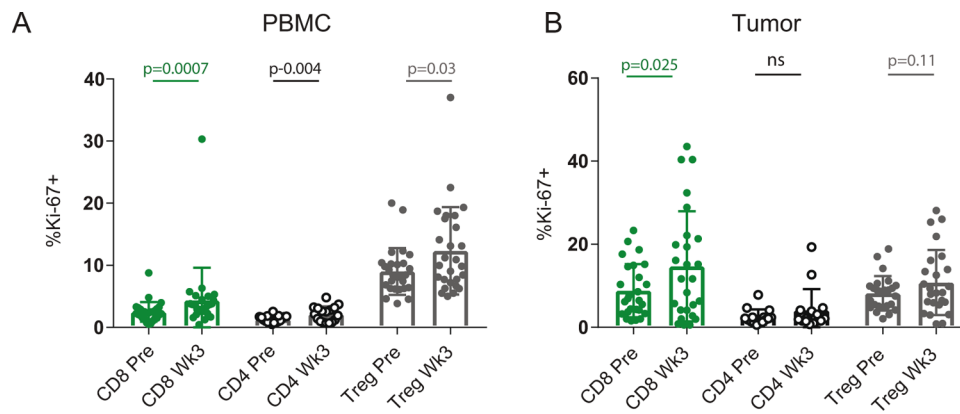 A
PBMC
p=0.0007
p-0.004
p=0.03
40
30
20
10
0
%Ki-67+
CD8 Pre
CD8 Wk3
CD4 Pre
CD4 Wk3
Treg Pre
Treg Wk3
B
Tumor
p=0.025
ns
p=0.11
60
40
20
0
%Ki-67+
CD8 Pre
CD8 Wk3
CD4 Pre
CD4 Wk3
Treg Pre
Treg Wk3